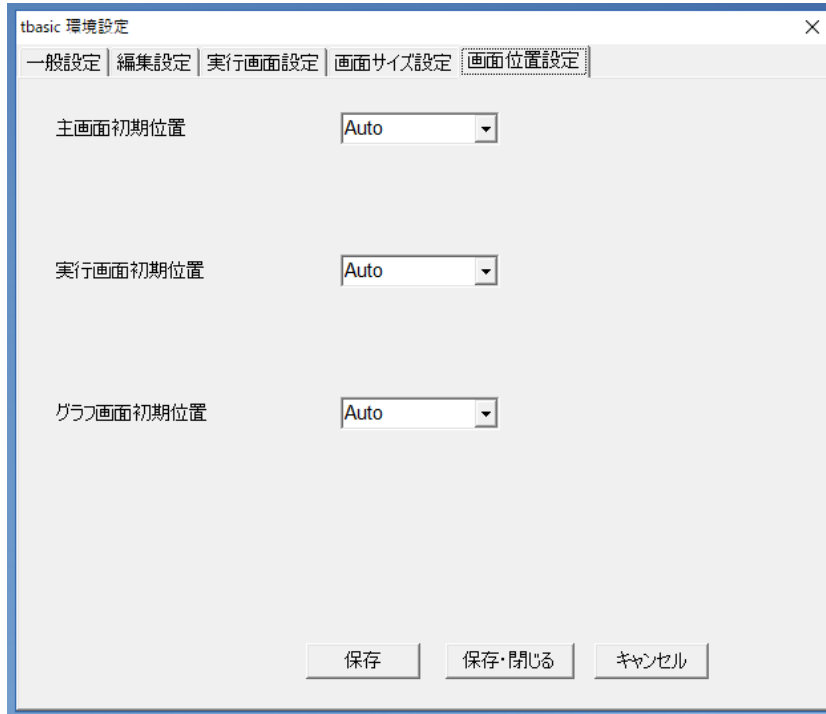 tbasic 環境設定
一般設定 編集設定 実行画面設定 画面サイズ設定 画面位置設定
主画面初期位置 Auto
実行画面初期位置 Auto
グラフ画面初期位置 Auto
保存 保存・閉じる キャンセル